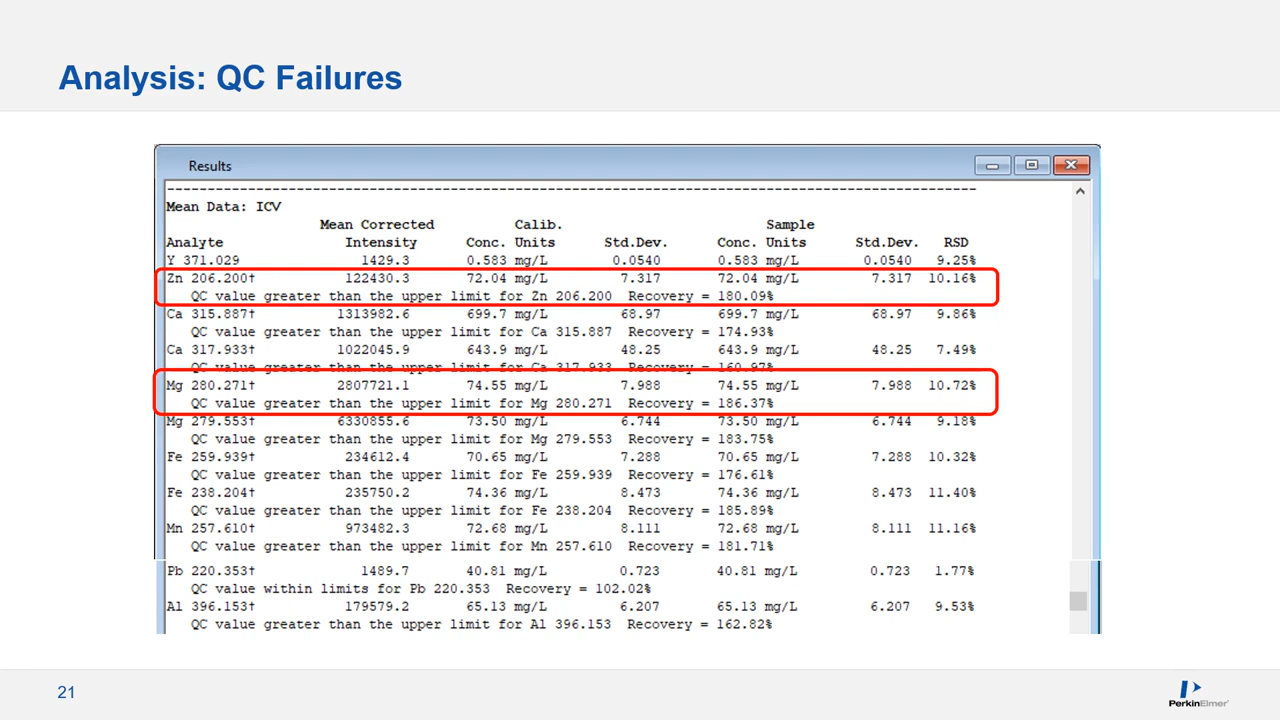 Analysis: QC Failures
Results
--------------------------------------------------------------------------------
Mean Data: ICV
Mean Corrected Calib. Sample
Analyte Intensity Conc. Units Std.Dev. Conc. Units Std.Dev. RSD
Y 371.029 1429.3 0.583 mg/L 0.0540 0.583 mg/L 0.0540 9.25%
Zn 206.200† 122430.3 72.04 mg/L 7.317 72.04 mg/L 7.317 10.16%
QC value greater than the upper limit for Zn 206.200 Recovery = 180.09%
Ca 315.887† 1313982.6 699.7 mg/L 68.97 699.7 mg/L 68.97 9.86%
QC value greater than the upper limit for Ca 315.887 Recovery = 174.93%
Ca 317.933† 1022045.9 643.9 mg/L 48.25 643.9 mg/L 48.25 7.49%
QC value greater than the upper limit for Ca 317.933 Recovery = 160.97%
Mg 280.271† 2807721.1 74.55 mg/L 7.988 74.55 mg/L 7.988 10.72%
QC value greater than the upper limit for Mg 280.271 Recovery = 186.37%
Mg 279.553† 6330855.6 73.50 mg/L 6.744 73.50 mg/L 6.744 9.18%
QC value greater than the upper limit for Mg 279.553 Recovery = 183.75%
Fe 259.939† 234612.4 70.65 mg/L 7.288 70.65 mg/L 7.288 10.32%
QC value greater than the upper limit for Fe 259.939 Recovery = 176.61%
Fe 238.204† 235750.2 74.36 mg/L 8.473 74.36 mg/L 8.473 11.40%
QC value greater than the upper limit for Fe 238.204 Recovery = 185.89%
Mn 257.610† 973482.3 72.68 mg/L 8.111 72.68 mg/L 8.111 11.16%
QC value greater than the upper limit for Mn 257.610 Recovery = 181.71%
Pb 220.353† 1489.7 40.81 mg/L 0.723 40.81 mg/L 0.723 1.77%
QC value within limits for Pb 220.353 Recovery = 102.02%
Al 396.153† 179579.2 65.13 mg/L 6.207 65.13 mg/L 6.207 9.53%
QC value greater than the upper limit for Al 396.153 Recovery = 162.82%
21
PerkinElmer